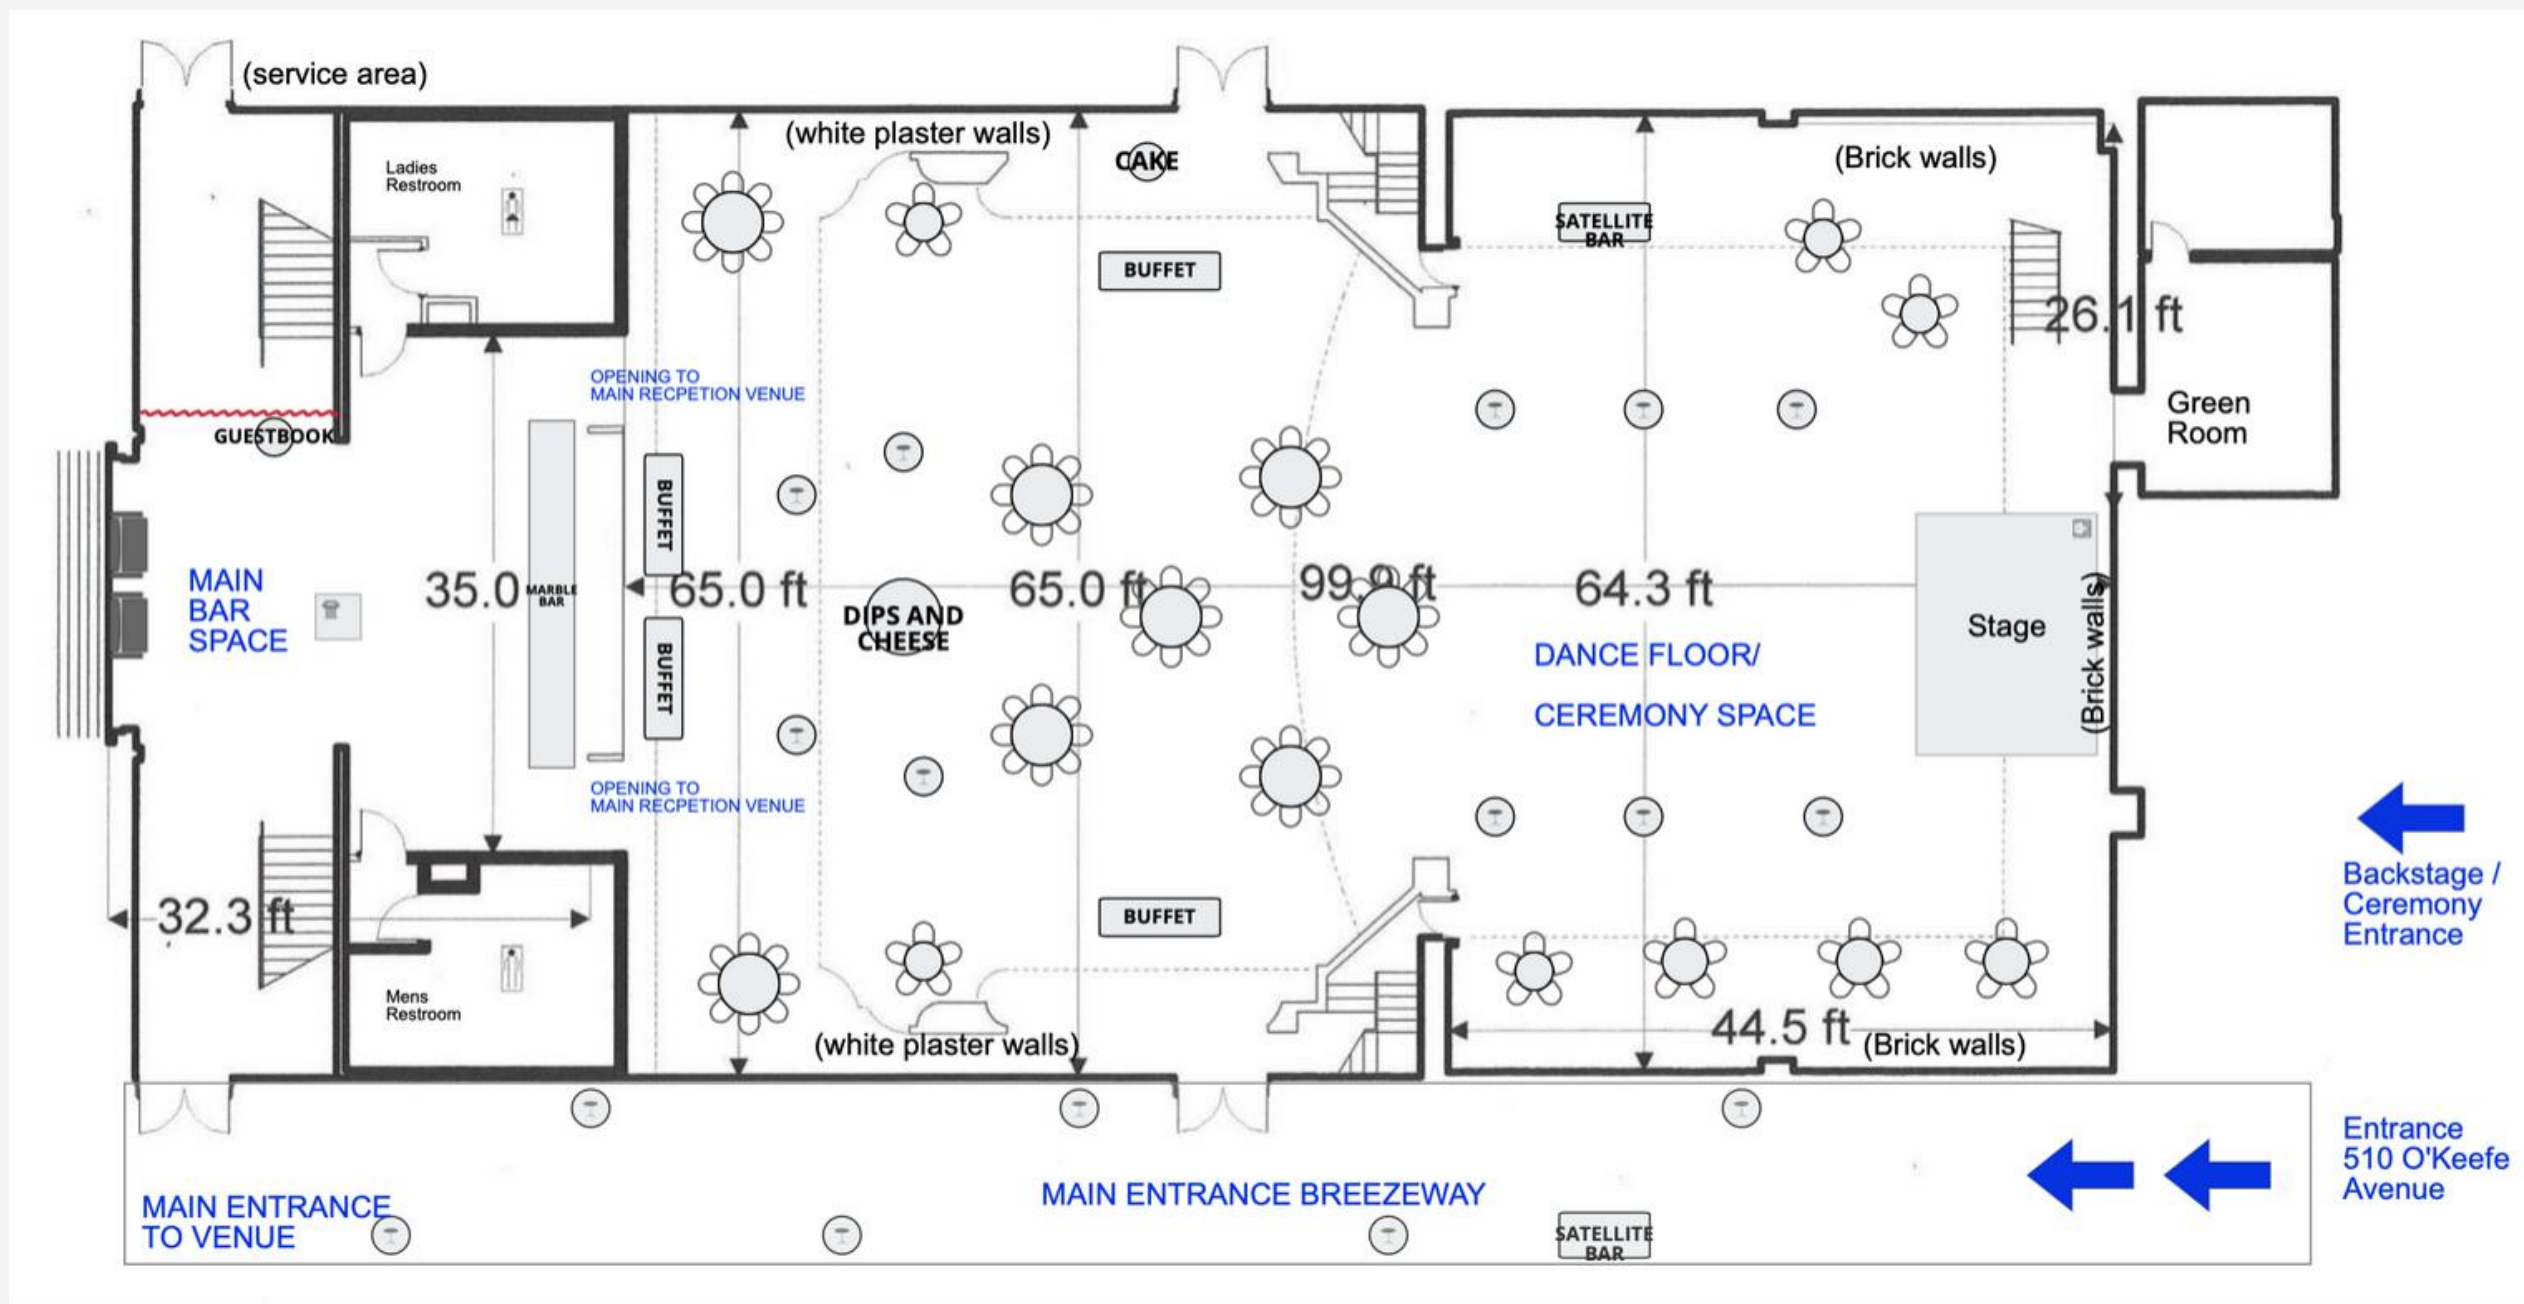 (service area)
(white plaster walls)
CAKE
(Brick walls)
Ladies
Restroom
SATELLITE
BAR
BUFFET
26.1 ft
OPENING TO
MAIN RECPETION VENUE
Green
Room
GUESTBOOK
BUFFET
MAIN
BAR
SPACE
35.0
MARBLE
BAR
65.0 ft
DIPS AND
CHEESE
65.0 ft
99.9 ft
64.3 ft
Stage
(Brick walls)
BUFFET
DANCE FLOOR/
CEREMONY SPACE
OPENING TO
MAIN RECPETION VENUE
Backstage /
Ceremony
Entrance
32.3 ft
BUFFET
Mens
Restroom
(white plaster walls)
44.5 ft
(Brick walls)
Entrance
510 O'Keefe
Avenue
MAIN ENTRANCE
TO VENUE
MAIN ENTRANCE BREEZEWAY
SATELLITE
BAR